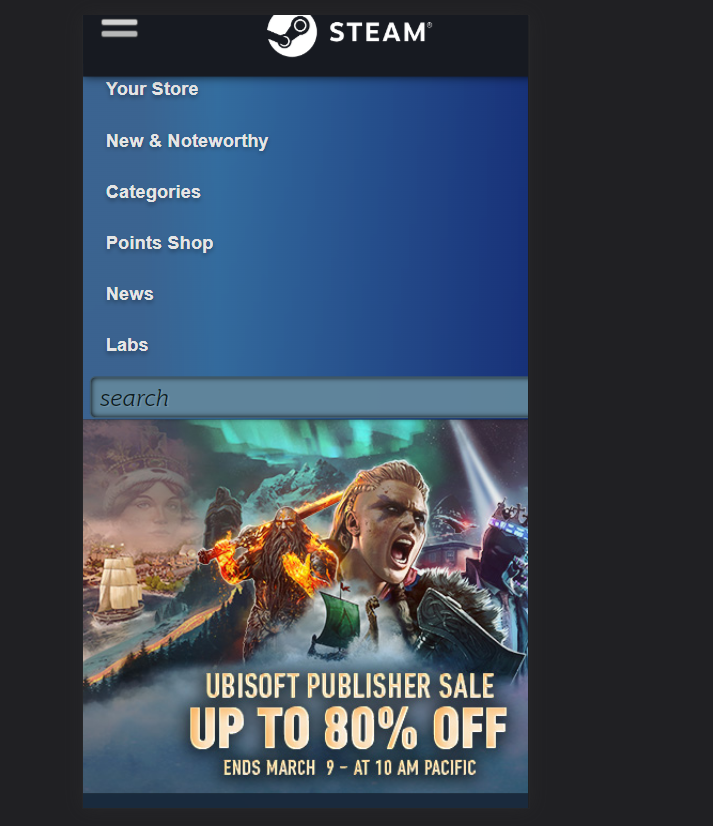 STEAM®
Your Store
New & Noteworthy
Categories
Points Shop
News
Labs
search
UBISOFT PUBLISHER SALE
UP TO 80% OFF
ENDS MARCH 9 - AT 10 AM PACIFIC